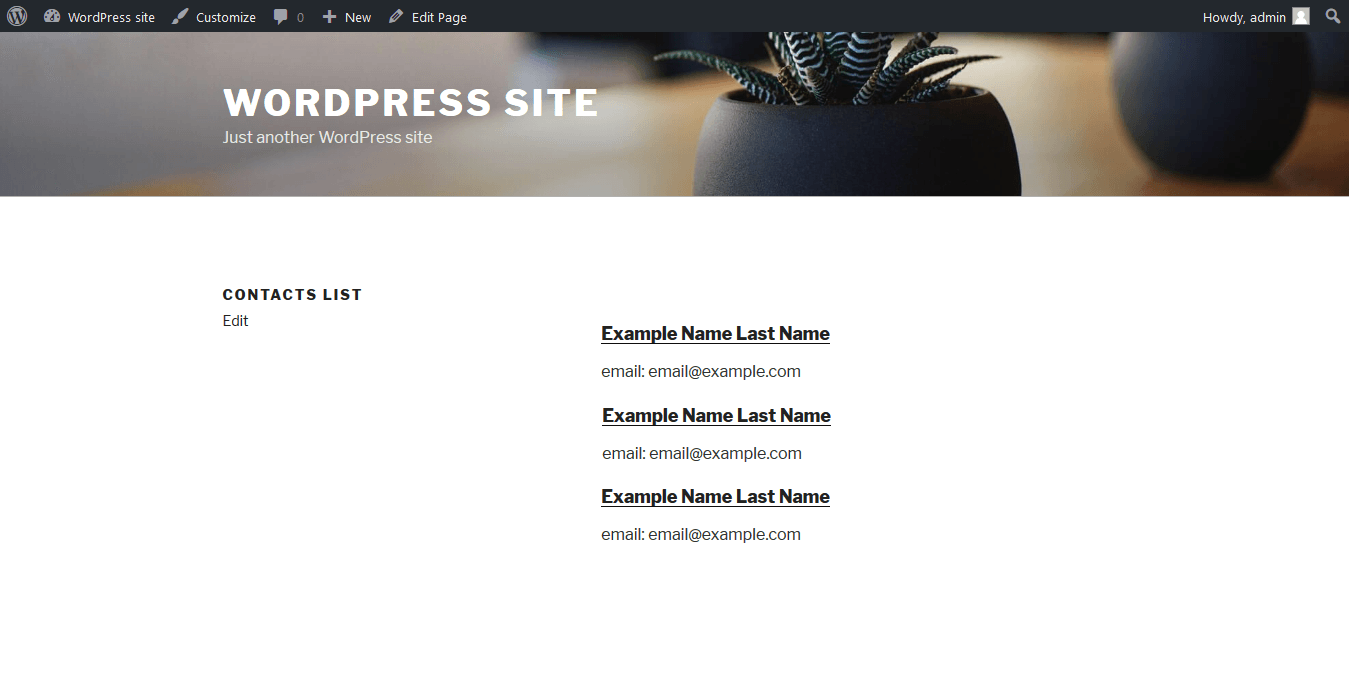 WordPress site Customize 0 New Edit Page Howdy, admin
WORDPRESS SITE
Just another WordPress site
CONTACTS LIST
Edit
Example Name Last Name
email: email@example.com
Example Name Last Name
email: email@example.com
Example Name Last Name
email: email@example.com